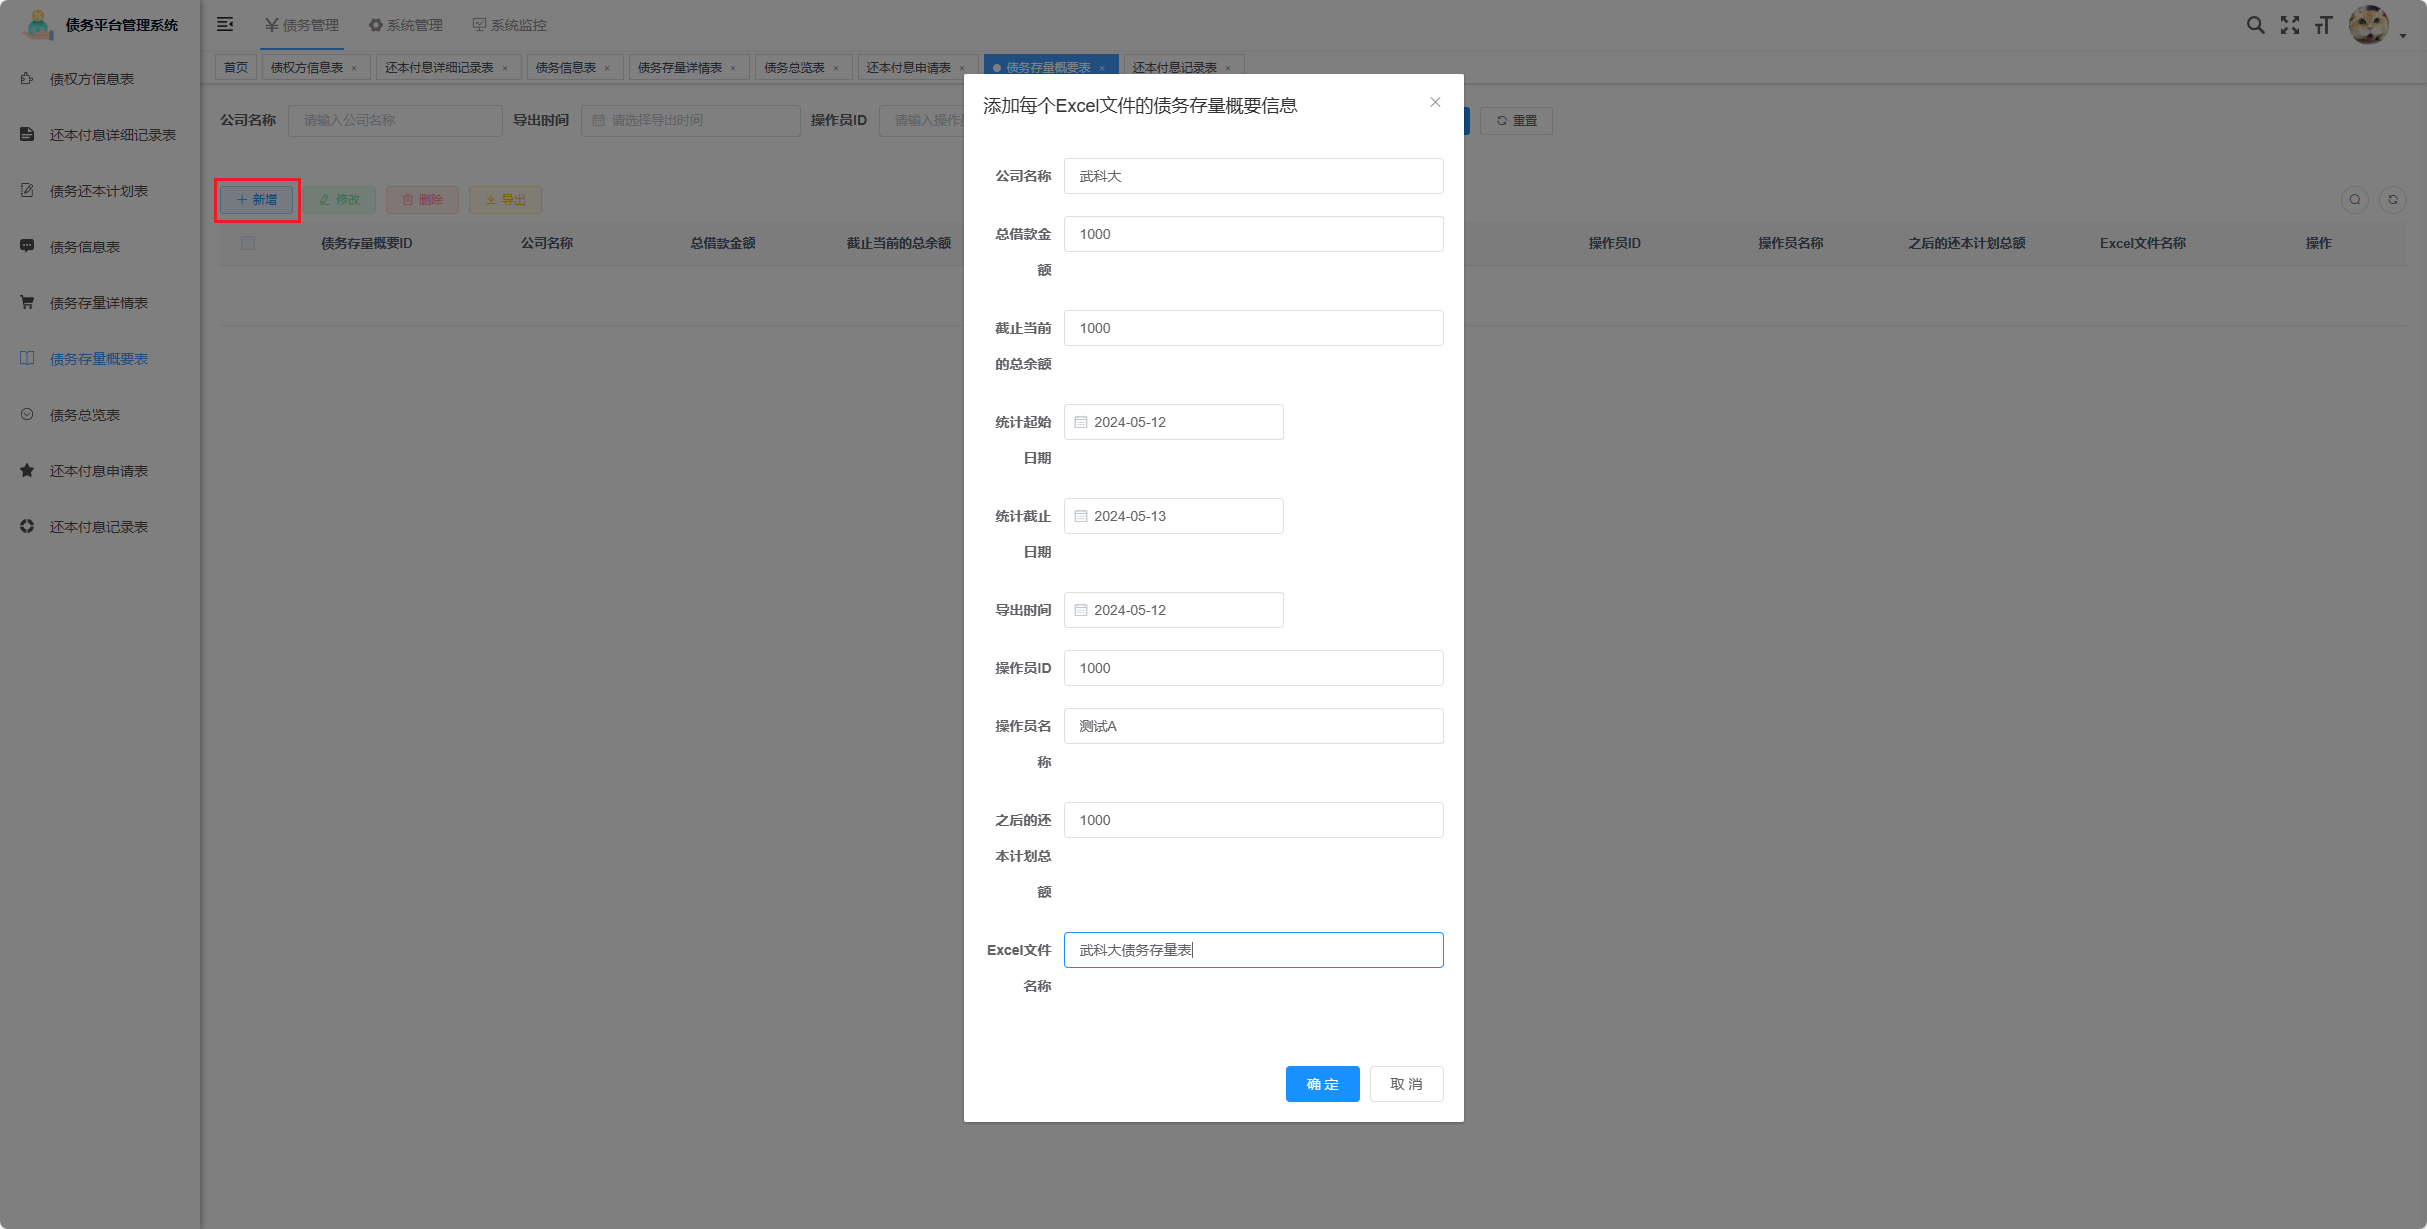 债务平台管理系统
债务管理
系统管理
系统监控
首页
债权方信息表 ×
还本付息详细记录表 ×
债务信息表 ×
债务存量详情表 ×
债务总览表 ×
还本付息申请表 ×
债务存量概要表 ×
还本付息记录表 ×
债权方信息表
还本付息详细记录表
债务还本计划表
债务信息表
债务存量详情表
债务存量概要表
债务总览表
还本付息申请表
还本付息记录表
公司名称 请输入公司名称
导出时间 请选择导出时间
操作员ID 请输入操作
重置
+ 新增
修改
删除
导出
债务存量概要ID
公司名称
总借款金额
截止当前的总余额
操作员ID
操作员名称
之后的还本计划总额
Excel文件名称
操作
添加每个Excel文件的债务存量概要信息
公司名称
武科大
总借款金
额
1000
截止当前
的总余额
1000
统计起始
日期
2024-05-12
统计截止
日期
2024-05-13
导出时间
2024-05-12
操作员ID
1000
操作员名
称
测试A
之后的还
本计划总
额
1000
Excel文件
名称
武科大债务存量表
确 定
取 消